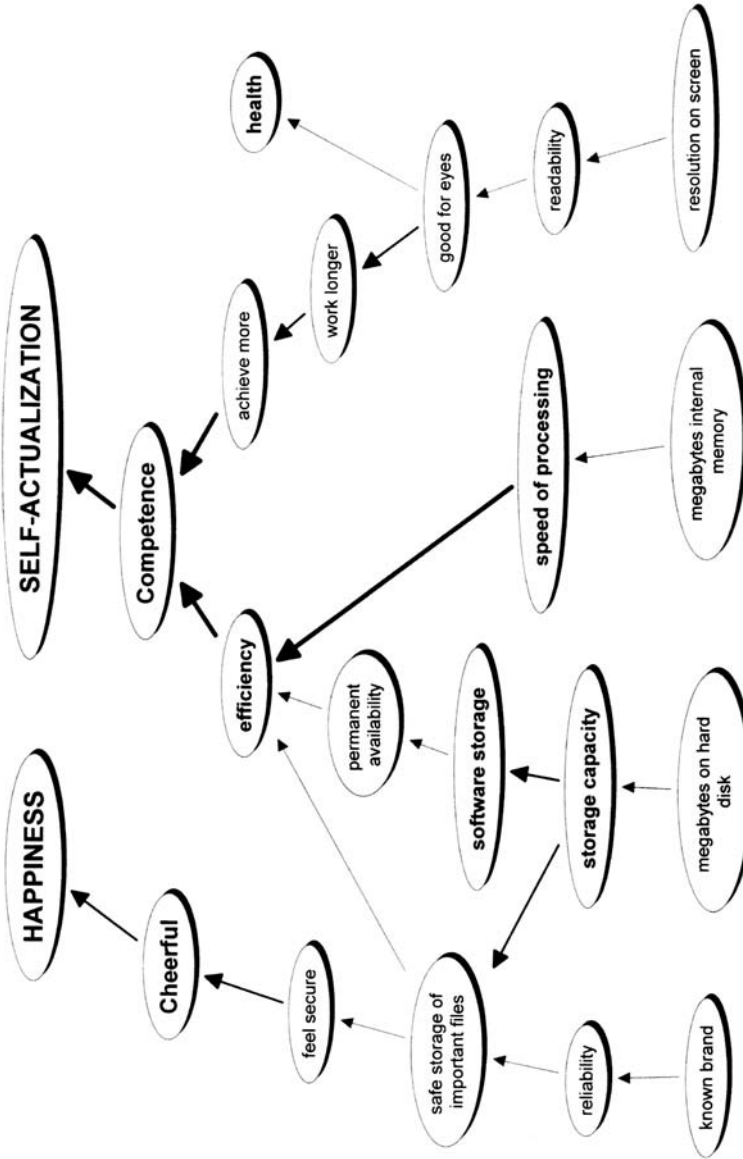 HAPPINESS
SELF-ACTUALIZATION
Cheerful
Competence
feel secure
efficiency
achieve more
health
safe storage of
important files
permanent
availability
work longer
software storage
good for eyes
reliability
storage capacity
speed of processing
readability
known brand
megabytes on hard
disk
megabytes internal
memory
resolution on screen